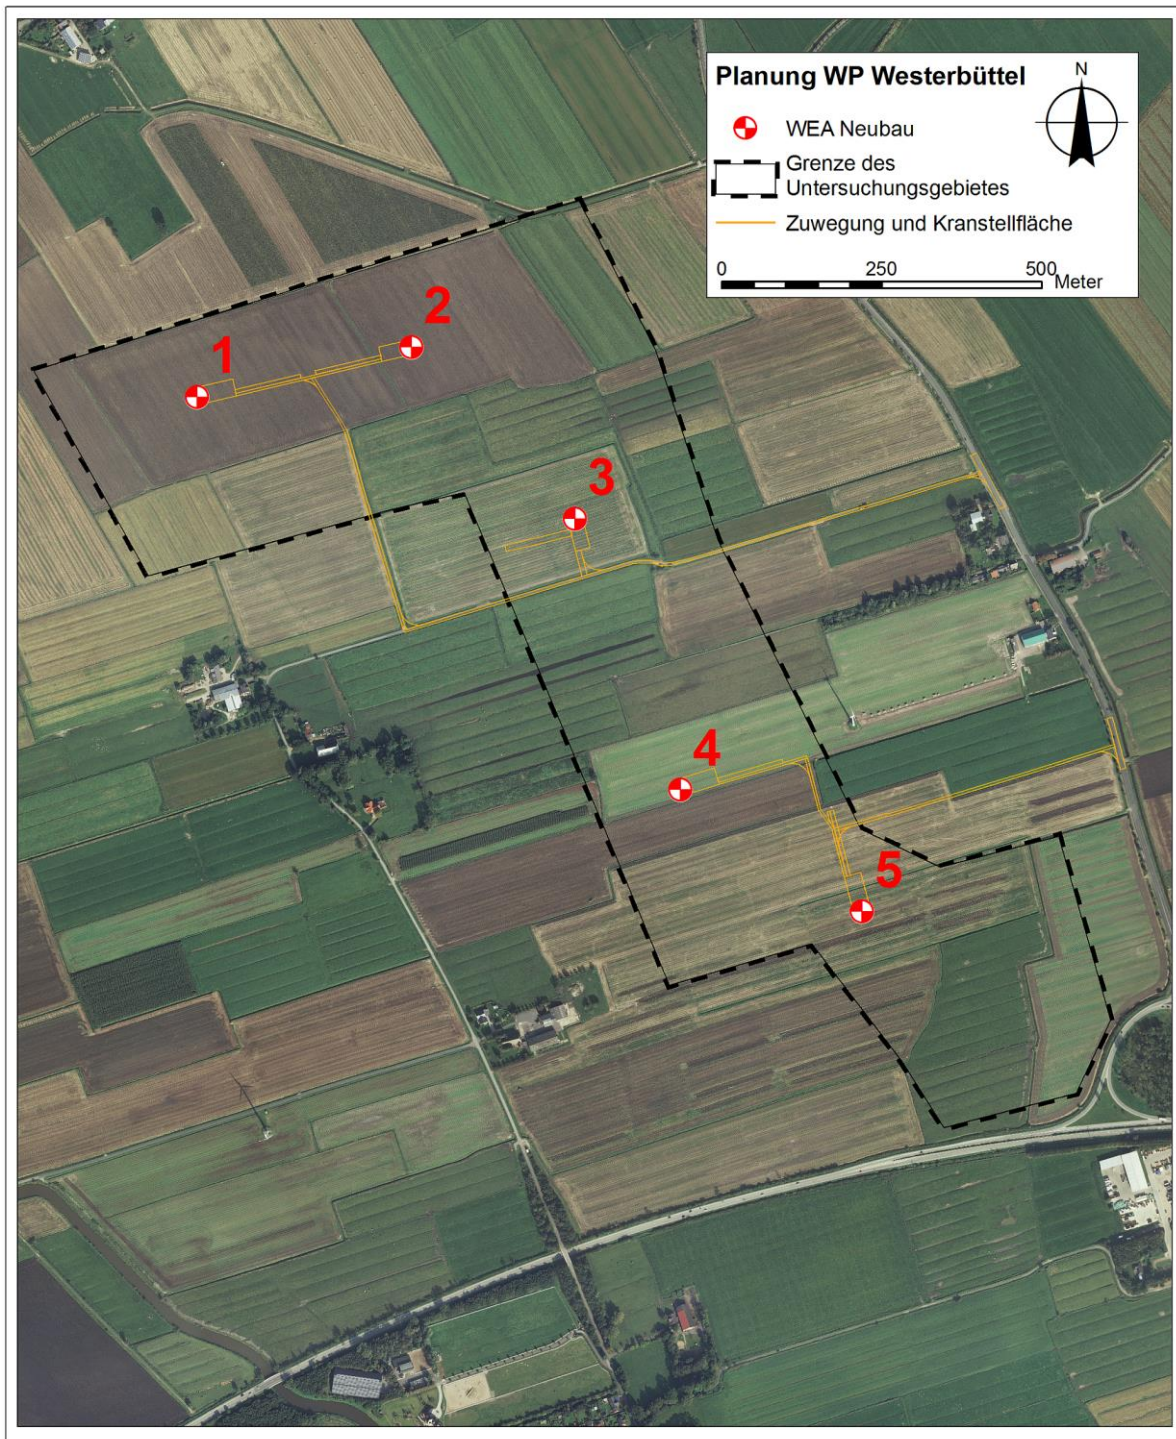 Planung WP Westerbüttel
N
WEA Neubau
Grenze des
Untersuchungsgebietes
Zuwegung und Kranstellfläche
0 250 500
Meter
1
2
3
4
5